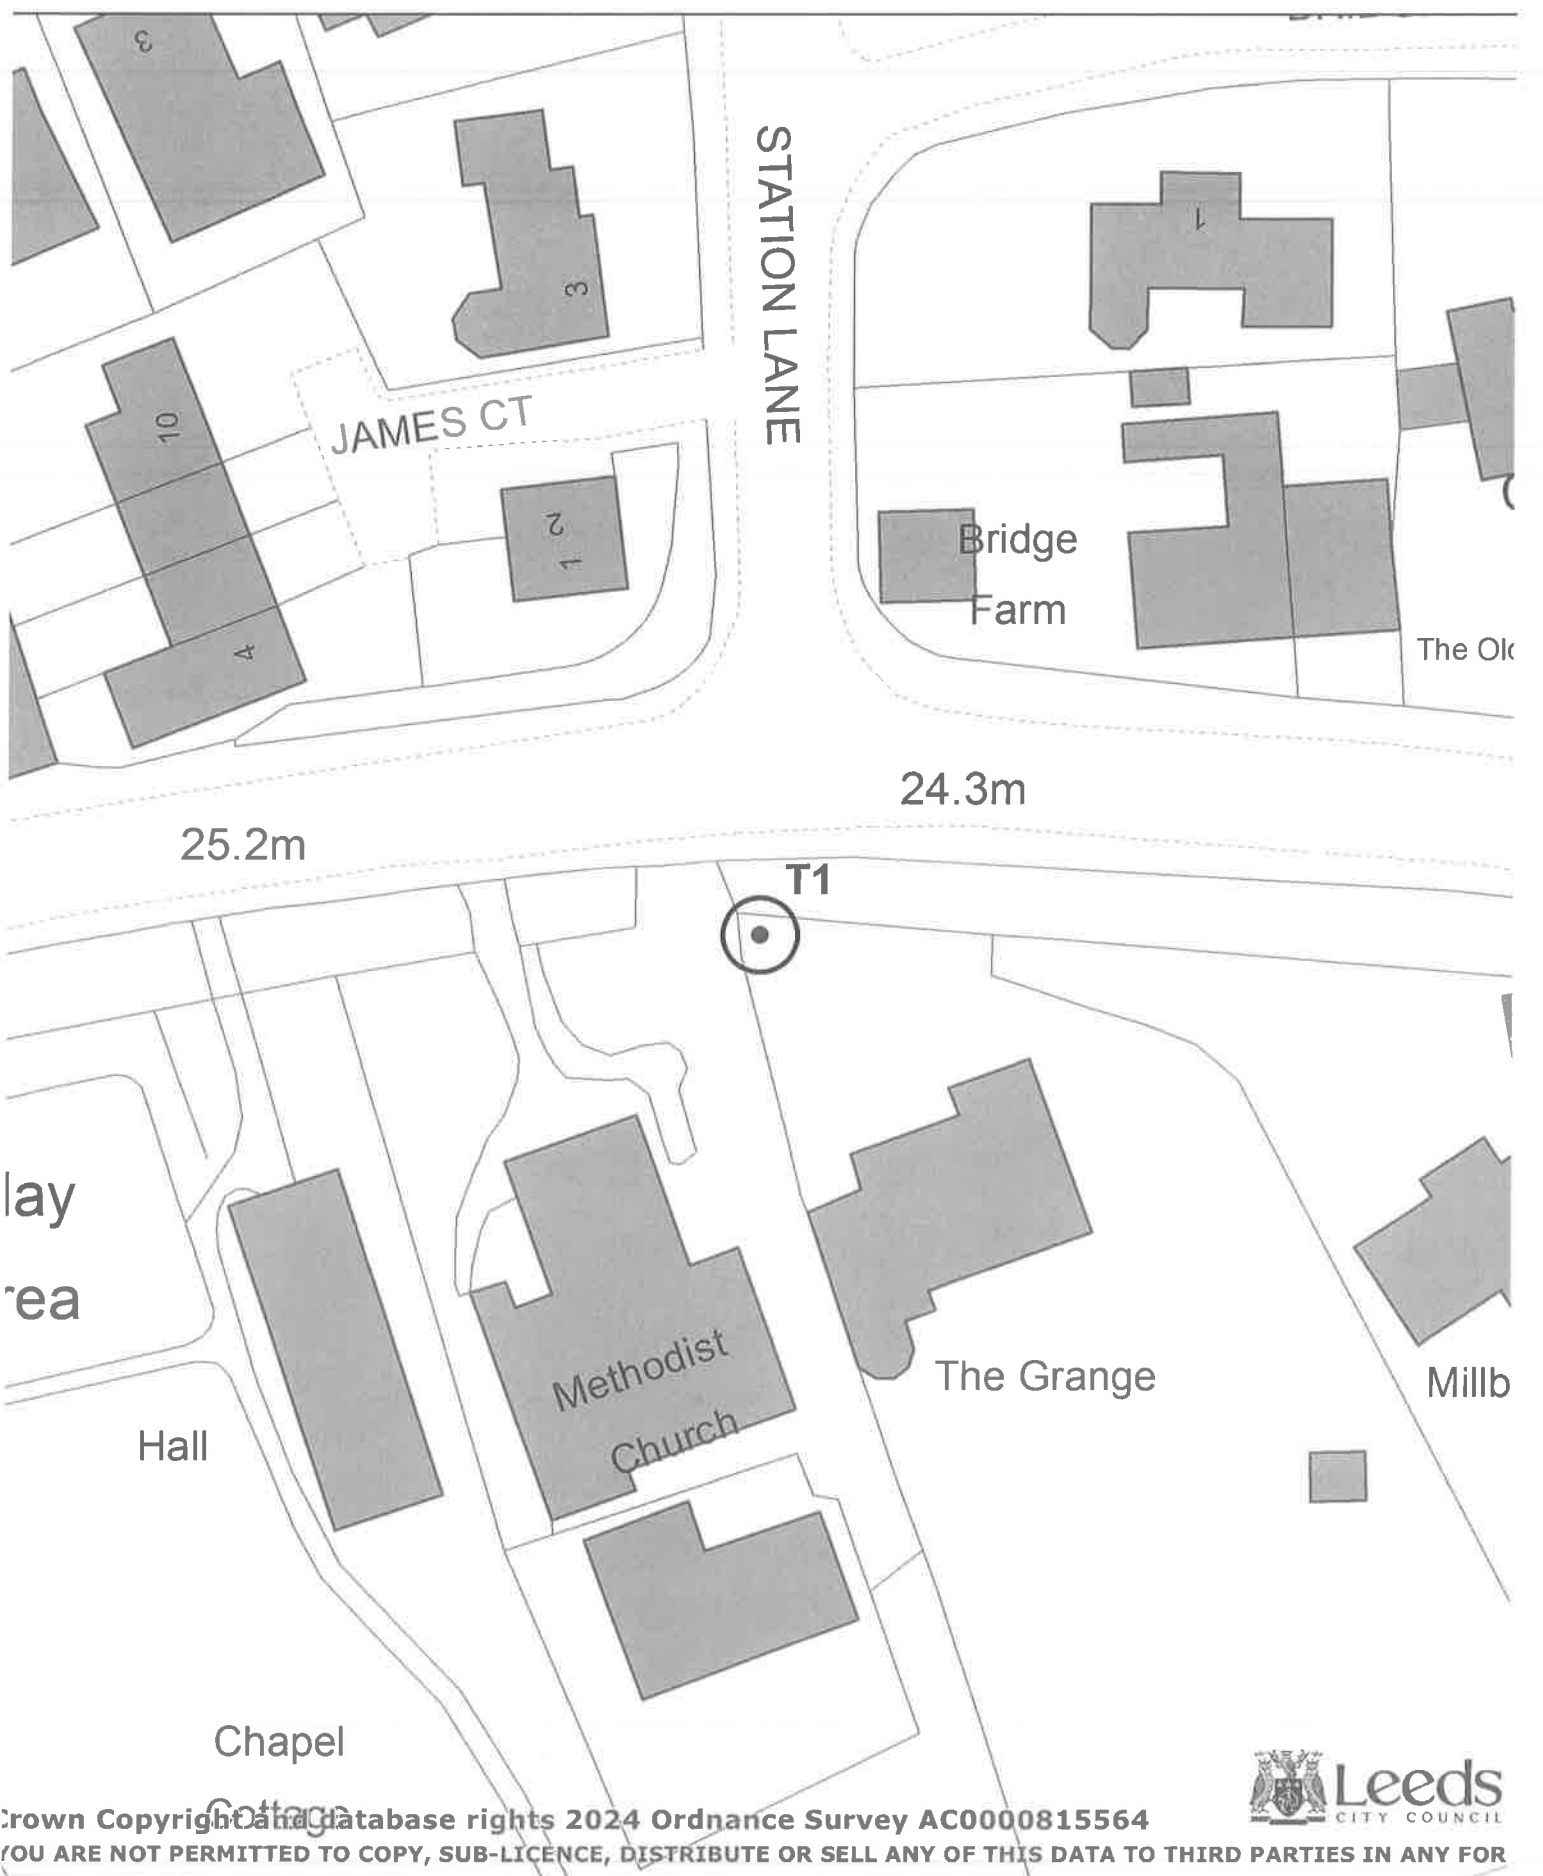 3
STATION LANE
1
3
JAMES CT
10
2
1
Bridge
Farm
4
The Old
24.3m
25.2m
T1
lay
rea
Methodist
Church
The Grange
Millb
Hall
Chapel
Cottage
Leeds
CITY COUNCIL
Crown Copyright and database rights 2024 Ordnance Survey AC0000815564
YOU ARE NOT PERMITTED TO COPY, SUB-LICENCE, DISTRIBUTE OR SELL ANY OF THIS DATA TO THIRD PARTIES IN ANY FOR